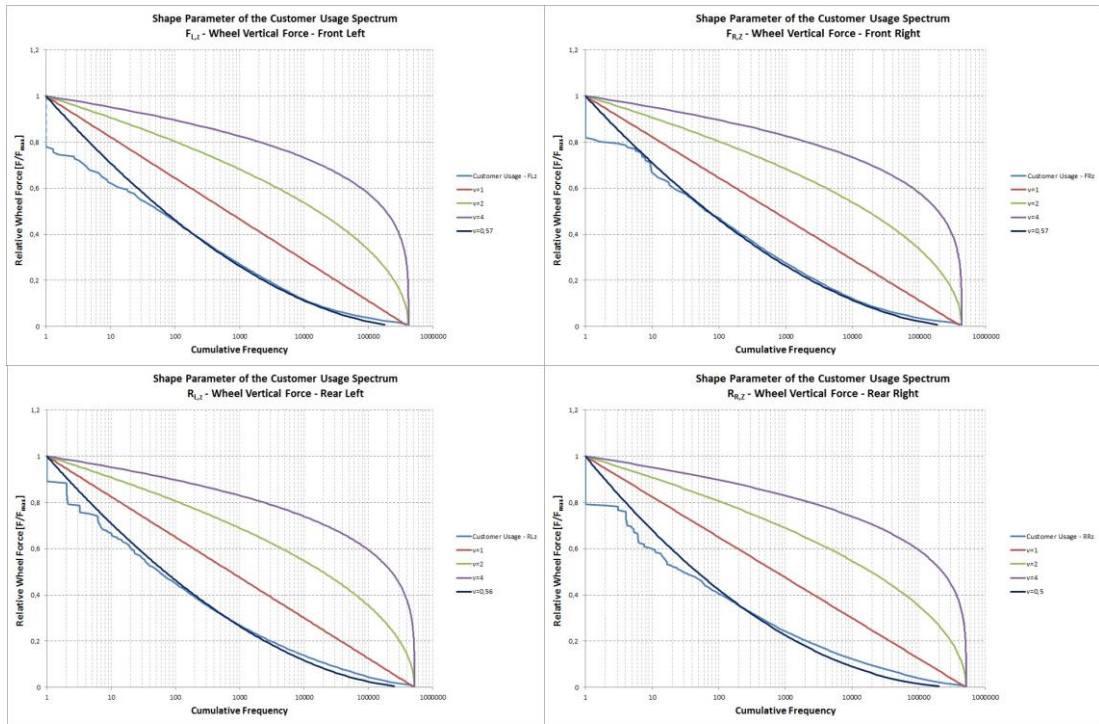 Shape Parameter of the Customer Usage Spectrum
F L,z - Wheel Vertical Force - Front Left
Relative Wheel Force [F/Fmax]
1,2
1
0,8
0,6
0,4
0,2
0
1
10
100
1000
10000
100000
1000000
Cumulative Frequency
Customer Usage - FLz
v=1
v=2
v=4
v=0,57
Shape Parameter of the Customer Usage Spectrum
F R,Z - Wheel Vertical Force - Front Right
Relative Wheel Force [F/Fmax]
1,2
1
0,8
0,6
0,4
0,2
0
1
10
100
1000
10000
100000
1000000
Cumulative Frequency
Customer Usage - FRz
v=1
v=2
v=4
v=0,57
Shape Parameter of the Customer Usage Spectrum
R L,z - Wheel Vertical Force - Rear Left
Relative Wheel Force [F/Fmax]
1,2
1
0,8
0,6
0,4
0,2
0
1
10
100
1000
10000
100000
1000000
Cumulative Frequency
Customer Usage - RLz
v=1
v=2
v=4
v=0,56
Shape Parameter of the Customer Usage Spectrum
R R,Z - Wheel Vertical Force - Rear Right
Relative Wheel Force [F/Fmax]
1,2
1
0,8
0,6
0,4
0,2
0
1
10
100
1000
10000
100000
1000000
Cumulative Frequency
Customer Usage - RRz
v=1
v=2
v=4
v=0,5